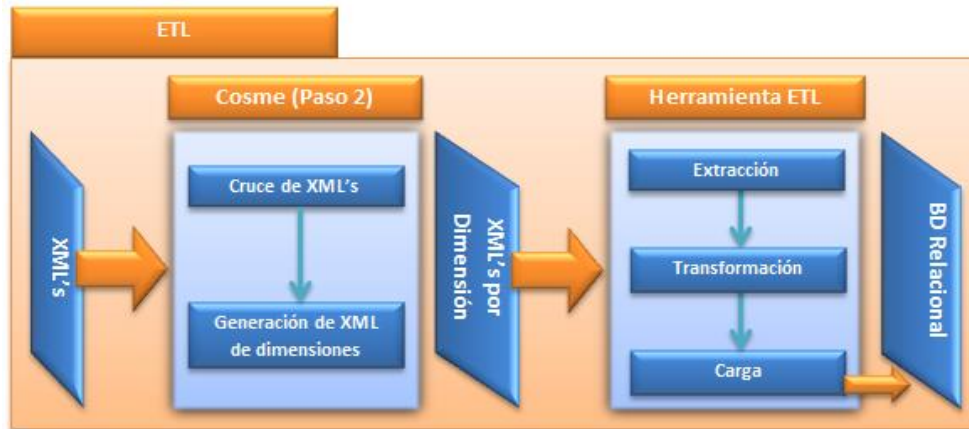 ETL
Cosme (Paso 2)
Herramienta ETL
XML's
Cruce de XML's
Generación de XML
de dimensiones
XML's por
Dimensión
Extracción
Transformación
Carga
BD Relacional